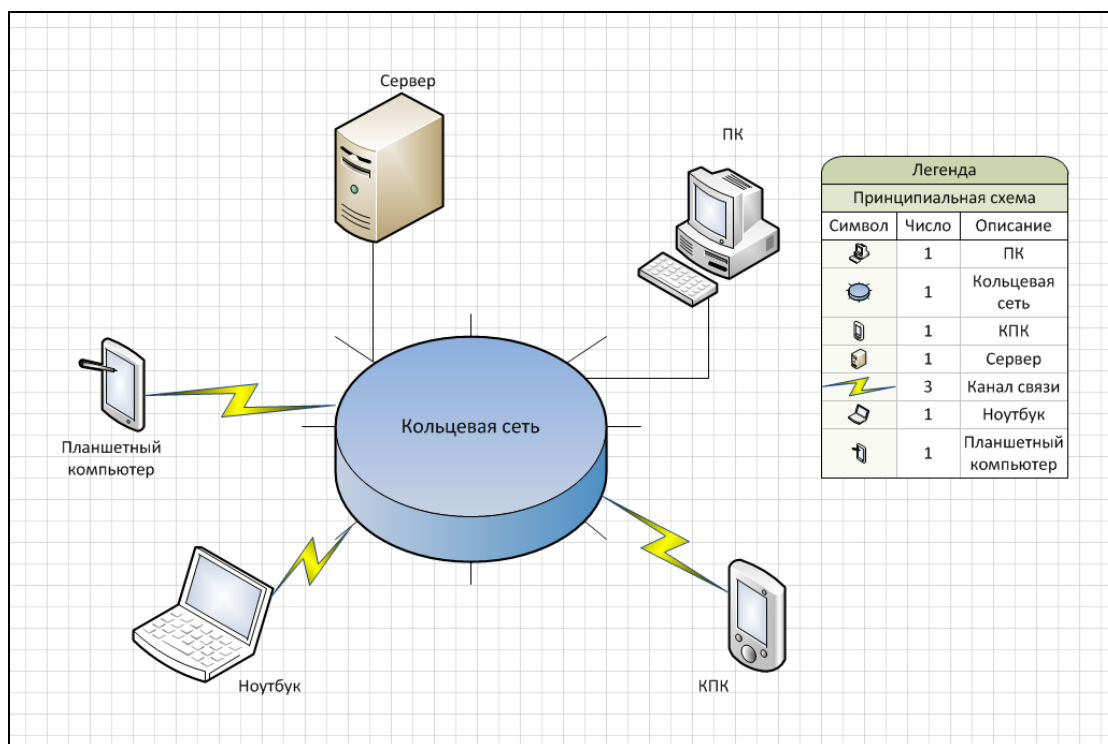 Сервер
ПК
Кольцевая сеть
Планшетный
компьютер
Ноутбук
КПК
Легенда
Принципиальная схема
Символ Число Описание
1 ПК
1 Кольцевая
сеть
1 КПК
1 Сервер
3 Канал связи
1 Ноутбук
1 Планшетный
компьютер